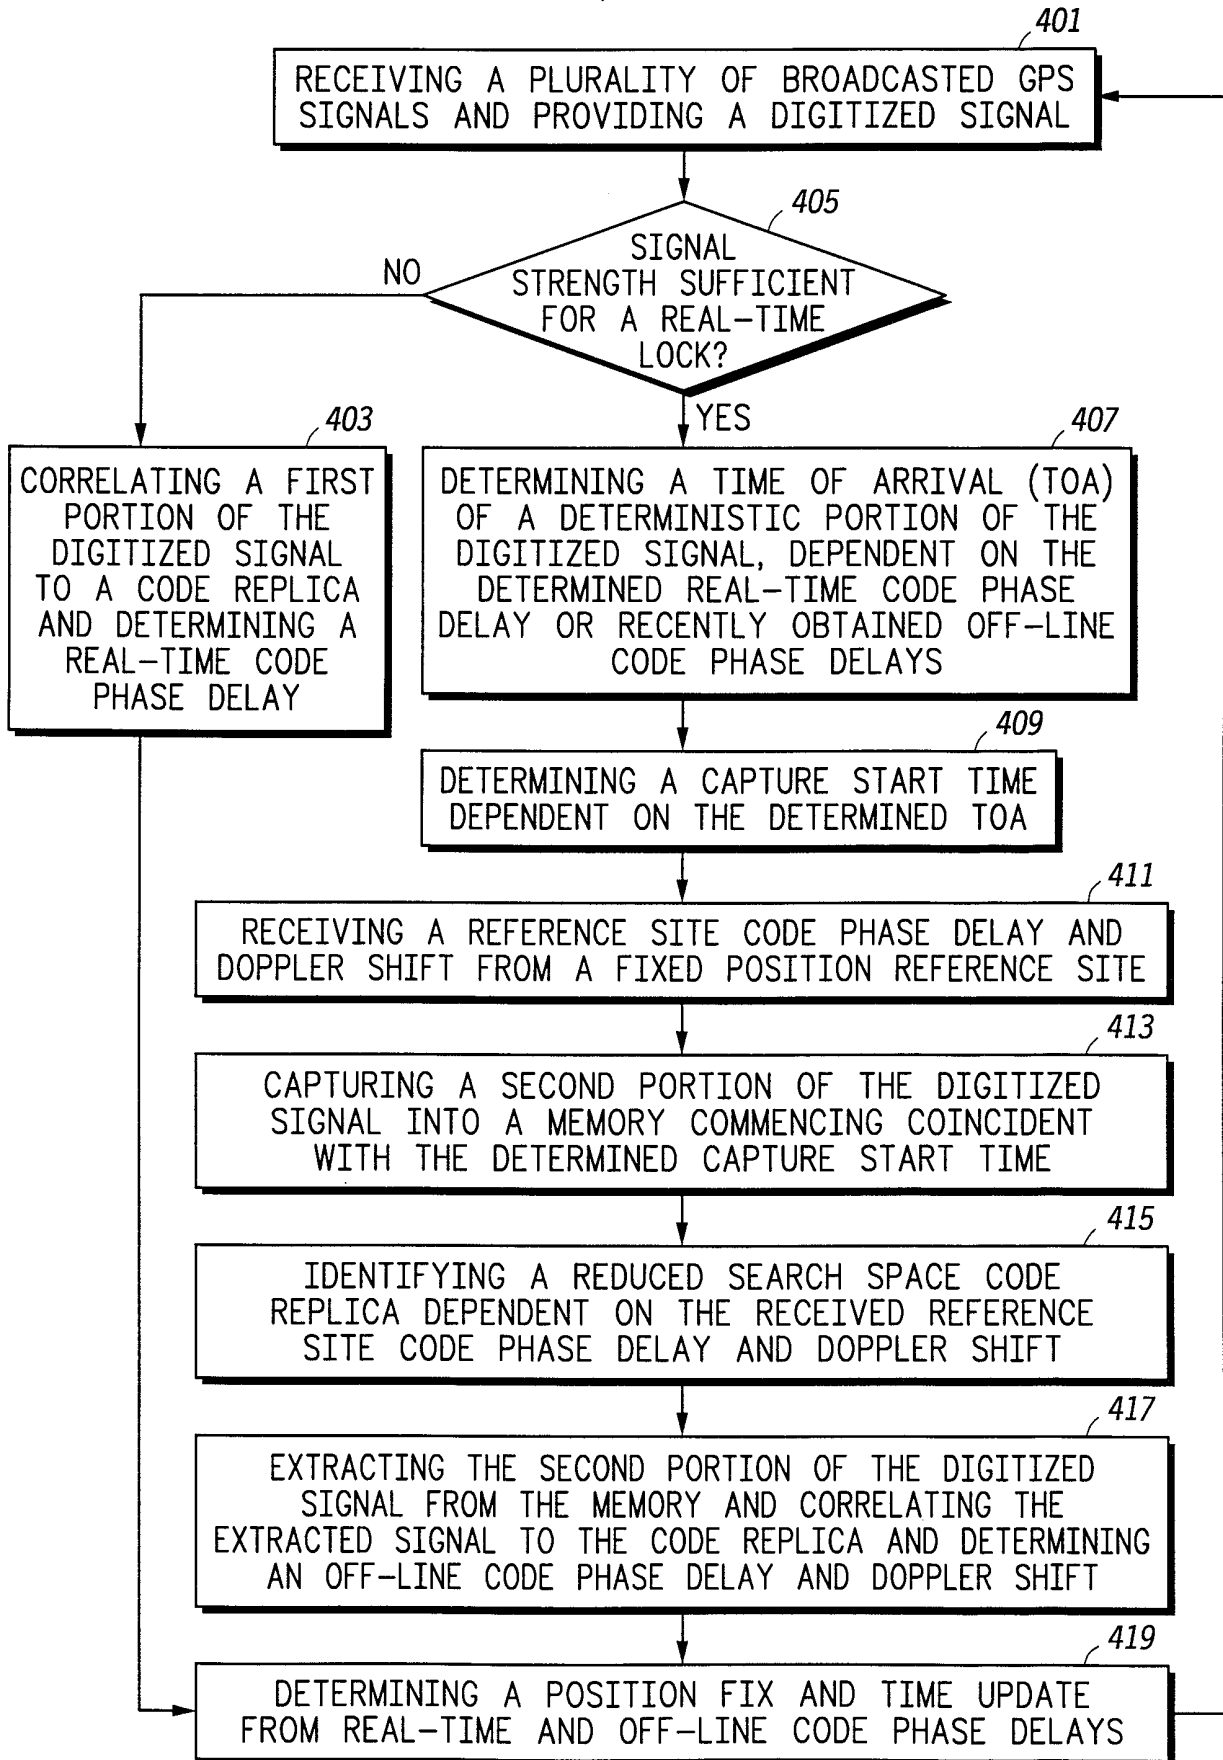 401
RECEIVING A PLURALITY OF BROADCASTED GPS
SIGNALS AND PROVIDING A DIGITIZED SIGNAL
405
SIGNAL
STRENGTH SUFFICIENT
FOR A REAL-TIME
LOCK?
NO
YES
403
CORRELATING A FIRST
PORTION OF THE
DIGITIZED SIGNAL
TO A CODE REPLICA
AND DETERMINING A
REAL-TIME CODE
PHASE DELAY
407
DETERMINING A TIME OF ARRIVAL (TOA)
OF A DETERMINISTIC PORTION OF THE
DIGITIZED SIGNAL, DEPENDENT ON THE
DETERMINED REAL-TIME CODE PHASE
DELAY OR RECENTLY OBTAINED OFF-LINE
CODE PHASE DELAYS
409
DETERMINING A CAPTURE START TIME
DEPENDENT ON THE DETERMINED TOA
411
RECEIVING A REFERENCE SITE CODE PHASE DELAY AND
DOPPLER SHIFT FROM A FIXED POSITION REFERENCE SITE
413
CAPTURING A SECOND PORTION OF THE DIGITIZED
SIGNAL INTO A MEMORY COMMENCING COINCIDENT
WITH THE DETERMINED CAPTURE START TIME
415
IDENTIFYING A REDUCED SEARCH SPACE CODE
REPLICA DEPENDENT ON THE RECEIVED REFERENCE
SITE CODE PHASE DELAY AND DOPPLER SHIFT
417
EXTRACTING THE SECOND PORTION OF THE DIGITIZED
SIGNAL FROM THE MEMORY AND CORRELATING THE
EXTRACTED SIGNAL TO THE CODE REPLICA AND DETERMINING
AN OFF-LINE CODE PHASE DELAY AND DOPPLER SHIFT
419
DETERMINING A POSITION FIX AND TIME UPDATE
FROM REAL-TIME AND OFF-LINE CODE PHASE DELAYS